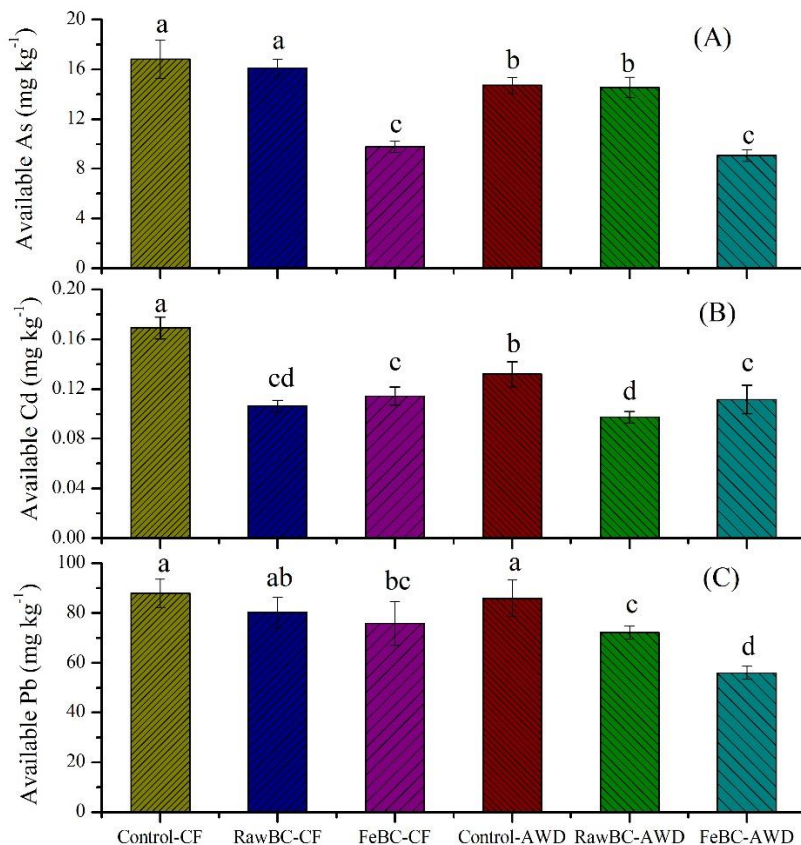 (A)
Available As (mg kg⁻¹)
20
16
12
8
4
0
a
a
c
b
b
c
(B)
Available Cd (mg kg⁻¹)
0.20
0.16
0.12
0.08
0.04
0.00
a
cd
c
b
d
c
(C)
Available Pb (mg kg⁻¹)
100
80
60
40
20
0
a
ab
bc
a
c
d
Control-CF RawBC-CF FeBC-CF Control-AWD RawBC-AWD FeBC-AWD